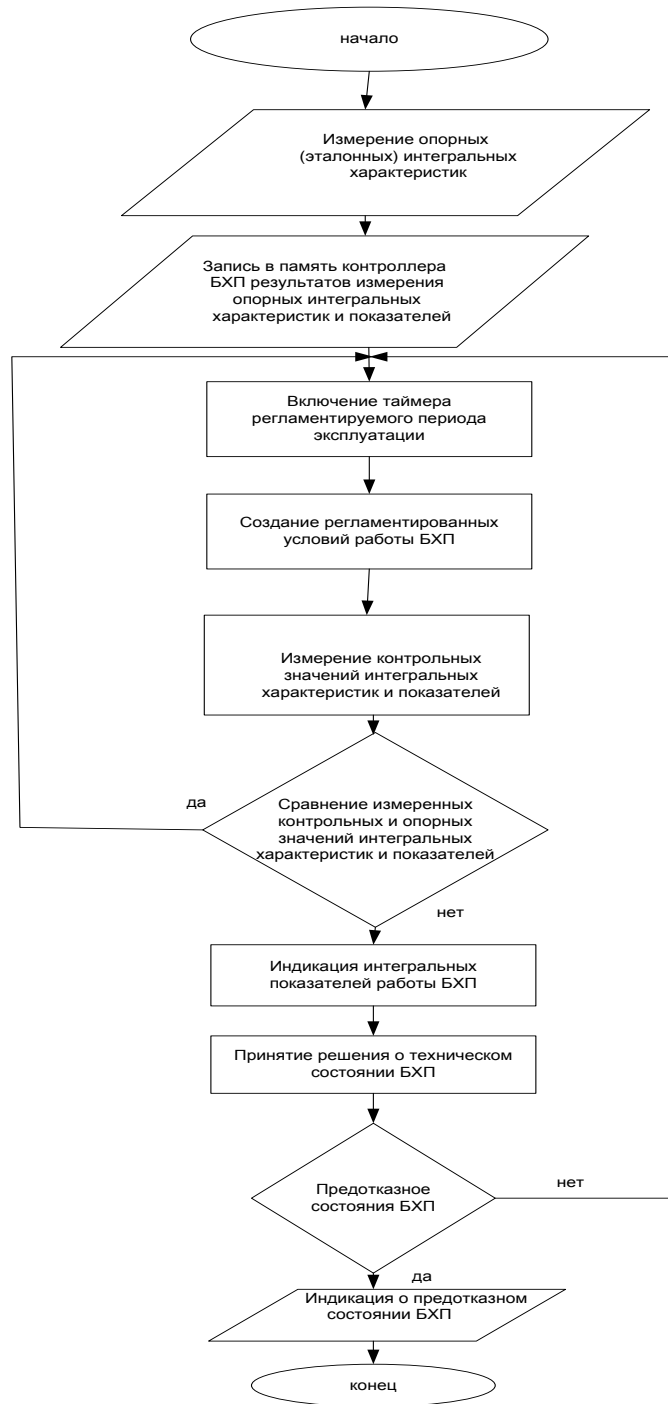 начало
Измерение опорных
(эталонных) интегральных
характеристик
Запись в память контроллера
БХП результатов измерения
опорных интегральных
характеристик и показателей
Включение таймера
регламентируемого периода
эксплуатации
Создание регламентированных
условий работы БХП
Измерение контрольных
значений интегральных
характеристик и показателей
да
Сравнение измеренных
контрольных и опорных
значений интегральных
характеристик и показателей
нет
Индикация интегральных
показателей работы БХП
Принятие решения о техническом
состоянии БХП
Предотказное
состояния БХП
нет
да
Индикация о предотказном
состоянии БХП
конец